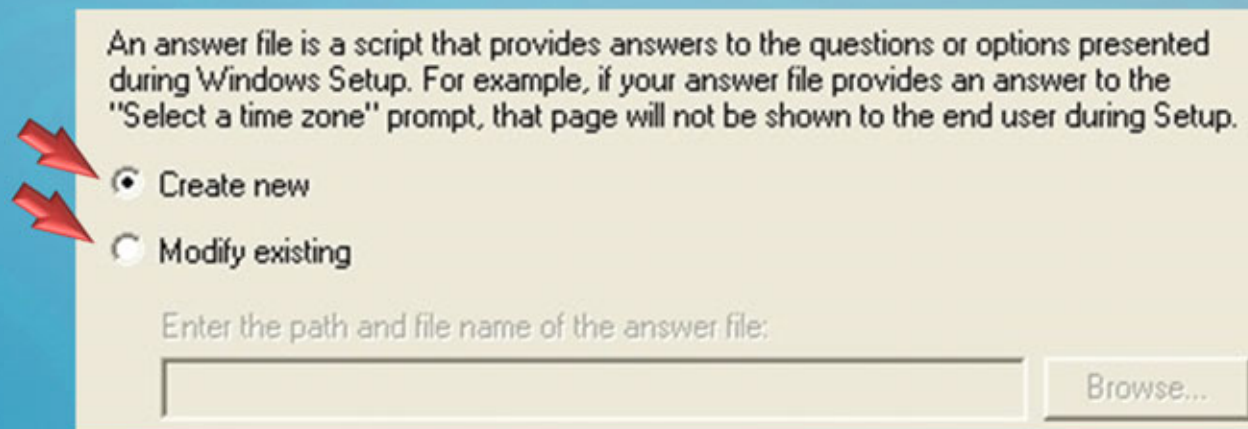 An answer file is a script that provides answers to the questions or options presented
during Windows Setup. For example, if your answer file provides an answer to the
"Select a time zone" prompt, that page will not be shown to the end user during Setup.
Create new
Modify existing
Enter the path and file name of the answer file:
Browse...